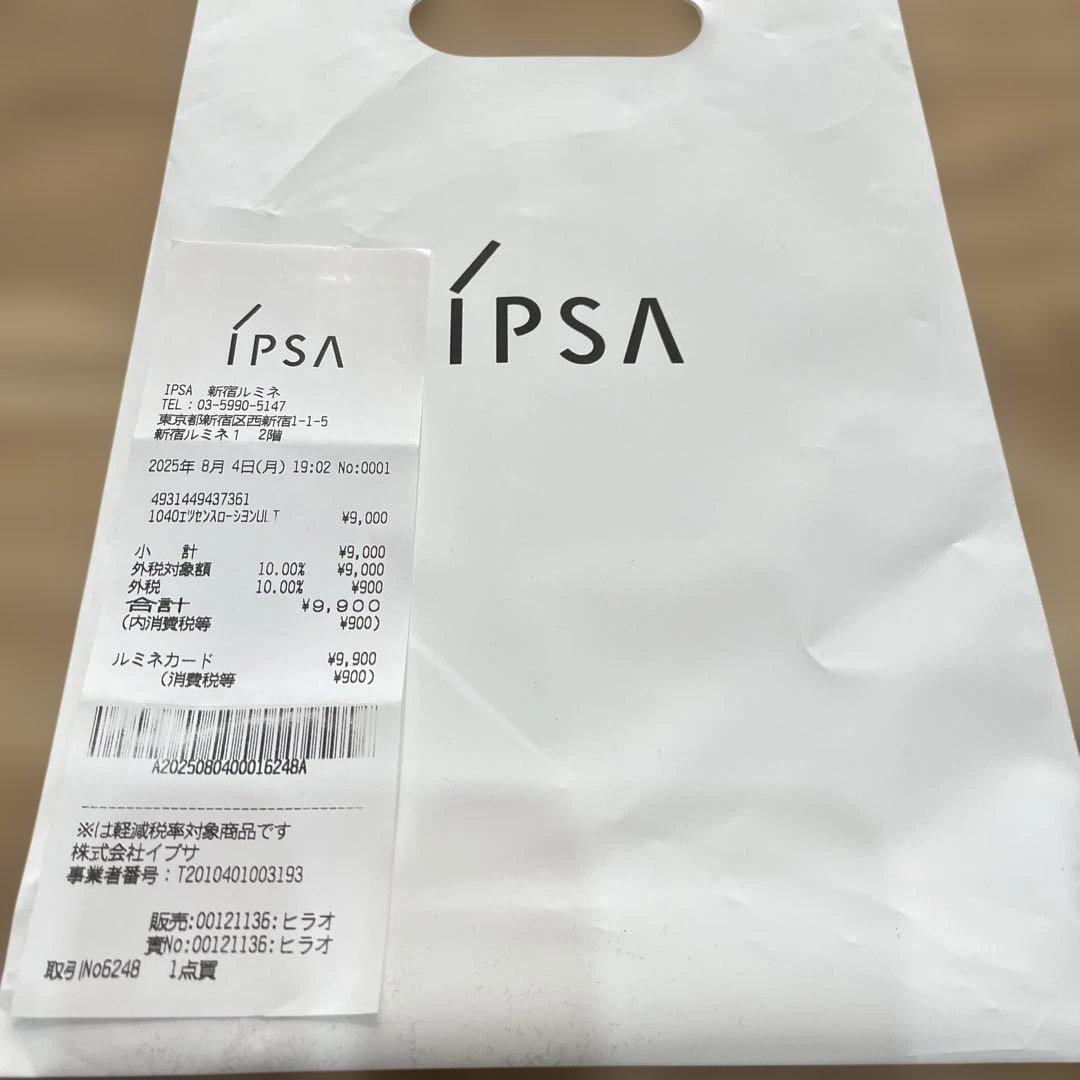 IPSA
IPSA
IPSA 新宿ルミネ
TEL:03-5990-5147
東京都新宿区西新宿1-1-5
新宿ルミネ1 2階
2025年 8月 4日(月) 19:02 No:0001
4931449437361
1040ｴｯｾﾝｽﾛｰｼﾖﾝULT ¥9,000
小 計 ¥9,000
外税対象額 10.00% ¥9,000
外税 10.00% ¥900
合計 ¥9,900
(内消費税等 ¥900)
ルミネカード ¥9,900
(消費税等 ¥900)
A2025080400016248A
※は軽減税率対象商品です
株式会社イプサ
事業者番号:T2010401003193
販売:00121136:ヒラオ
責No:00121136:ヒラオ
取引No6248 1点買